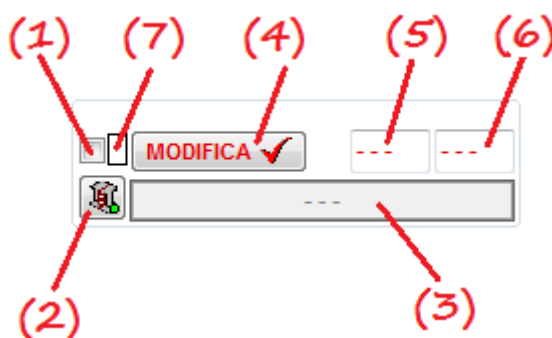 (1) (7) (4) (5) (6)
MODIFICA --- ---
---
(2) (3)